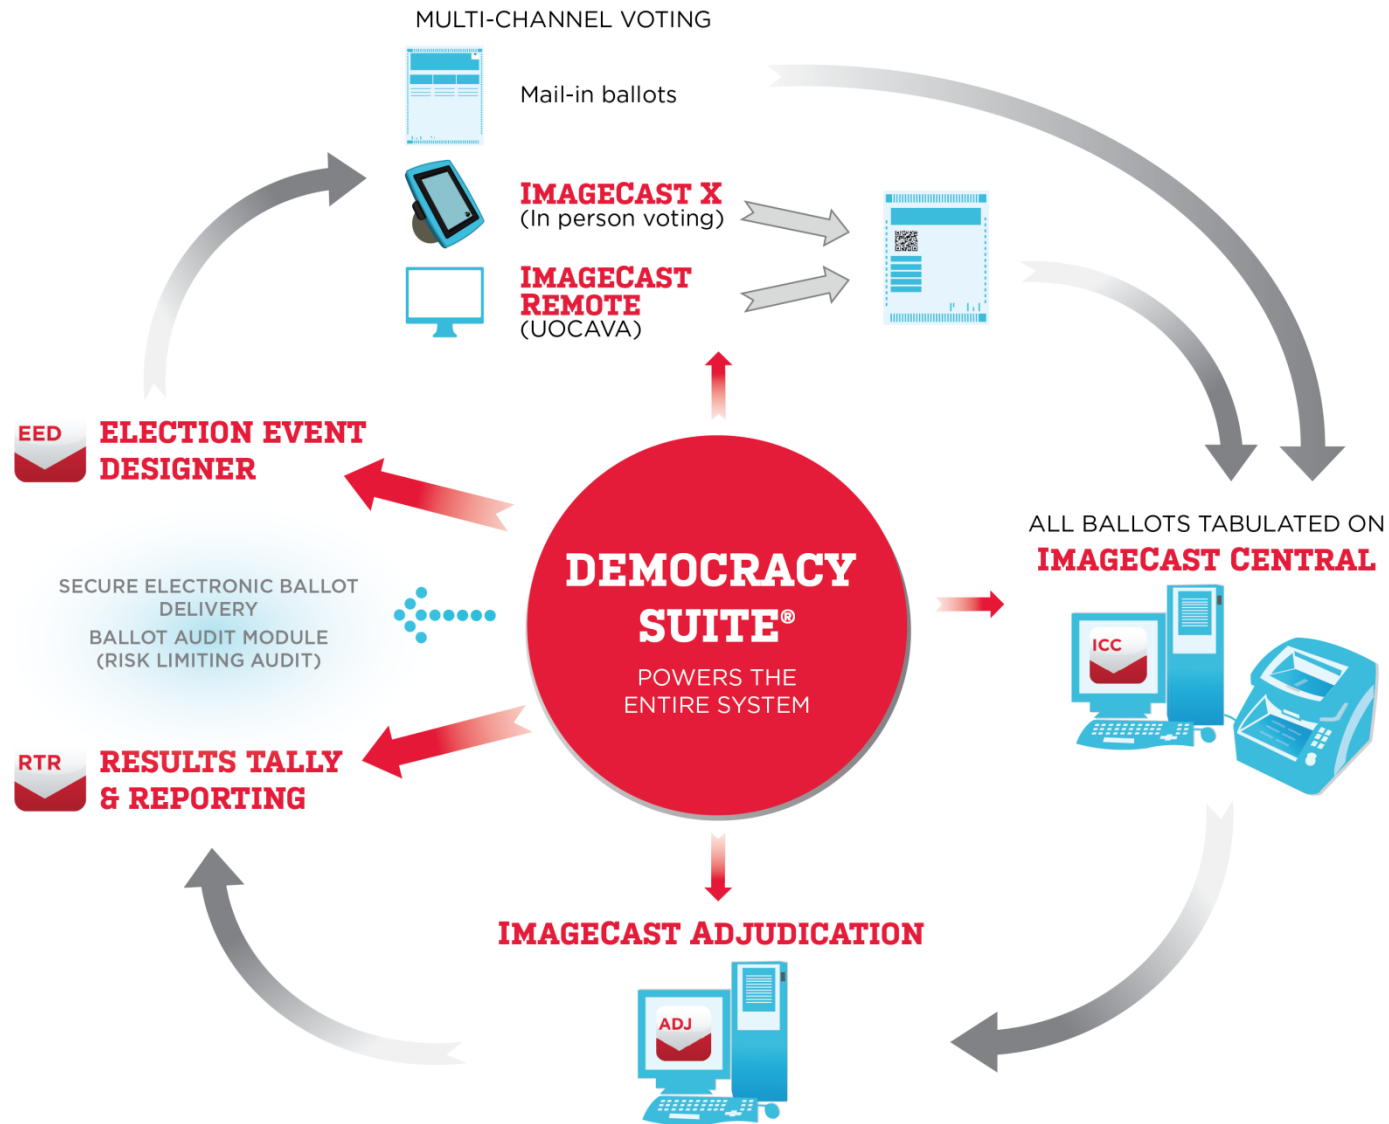 MULTI-CHANNEL VOTING
Mail-in ballots
IMAGECAST X
(In person voting)
IMAGECAST
REMOTE
(UOCAVA)
EED
ELECTION EVENT
DESIGNER
SECURE ELECTRONIC BALLOT
DELIVERY
BALLOT AUDIT MODULE
(RISK LIMITING AUDIT)
DEMOCRACY
SUITE®
POWERS THE
ENTIRE SYSTEM
ALL BALLOTS TABULATED ON
IMAGECAST CENTRAL
ICC
RTR
RESULTS TALLY
& REPORTING
IMAGECAST ADJUDICATION
ADJ